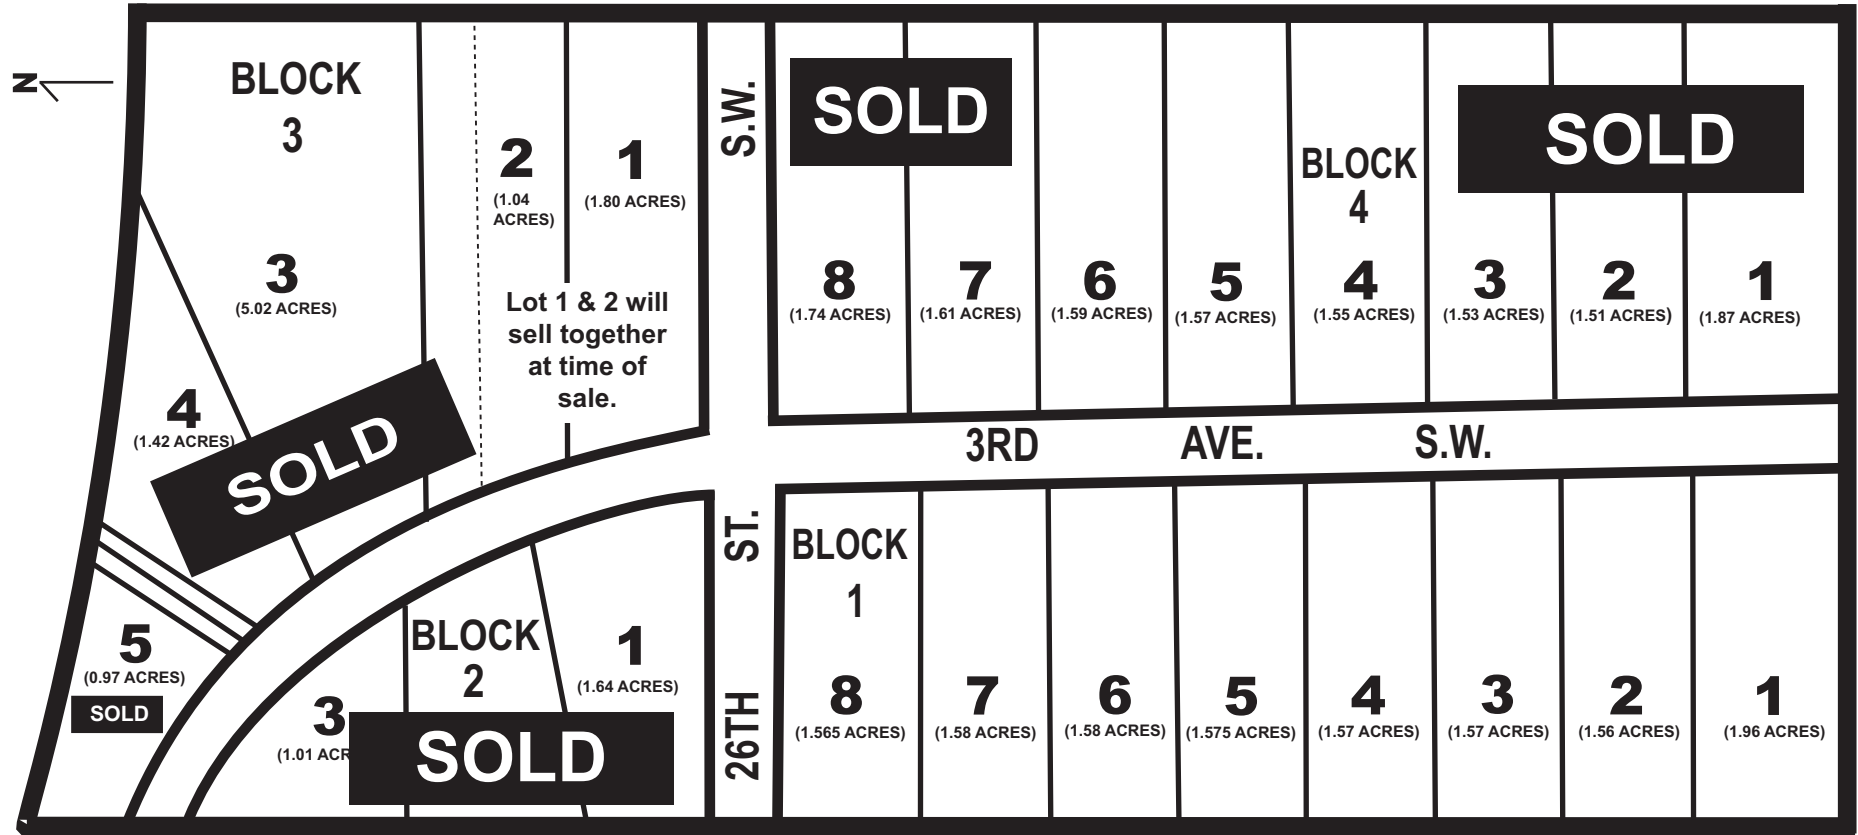 N
BLOCK
3
3
(5.02 ACRES)
4
(1.42 ACRES)
SOLD
5
(0.97 ACRES)
SOLD
2
(1.04
ACRES)
1
(1.80 ACRES)
Lot 1 & 2 will
sell together
at time of
sale.
26TH ST. S.W.
SOLD
BLOCK
4
SOLD
8
(1.74 ACRES)
7
(1.61 ACRES)
6
(1.59 ACRES)
5
(1.57 ACRES)
4
(1.55 ACRES)
3
(1.53 ACRES)
2
(1.51 ACRES)
1
(1.87 ACRES)
3RD AVE. S.W.
BLOCK
2
3
(1.01 ACR
1
(1.64 ACRES)
SOLD
BLOCK
1
8
(1.565 ACRES)
7
(1.58 ACRES)
6
(1.58 ACRES)
5
(1.575 ACRES)
4
(1.57 ACRES)
3
(1.57 ACRES)
2
(1.56 ACRES)
1
(1.96 ACRES)